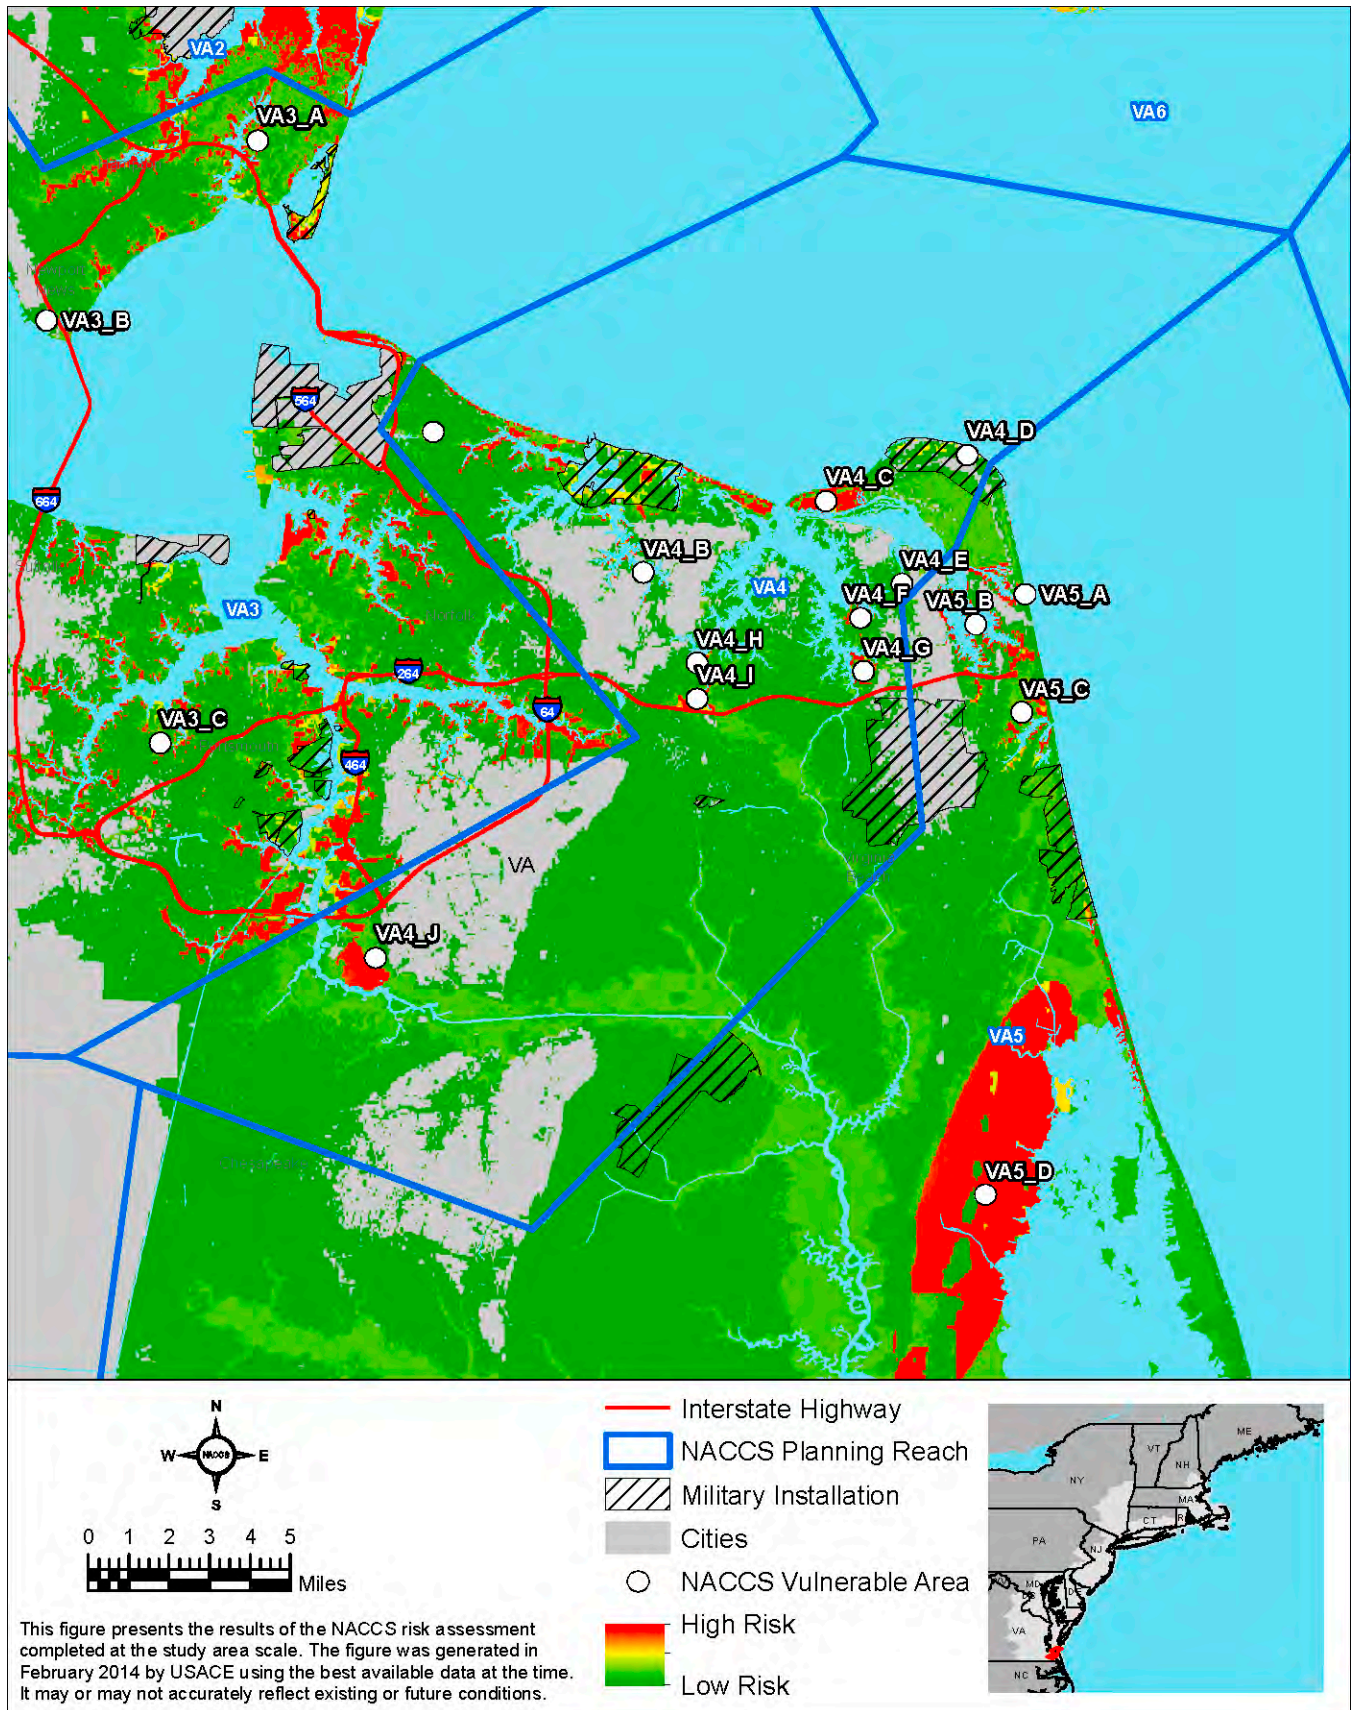 VA2
VA3_A
VA6
VA3_B
564
VA4_D
VA4_C
664
VA4_B
VA4_E
VA4
VA4_F
VA5_B
VA5_A
VA3
VA4_H
VA4_G
VA4_I
264
64
VA5_C
VA3_C
464
VA
VA4_J
VA5
VA5_D
N
W NACCS E
S
0 1 2 3 4 5
Miles
This figure presents the results of the NACCS risk assessment
completed at the study area scale. The figure was generated in
February 2014 by USACE using the best available data at the time.
It may or may not accurately reflect existing or future conditions.
Interstate Highway
NACCS Planning Reach
Military Installation
Cities
NACCS Vulnerable Area
High Risk
Low Risk
ME
VT
NH
NY
MA
CT
PA
NJ
MD
DE
VA
NC